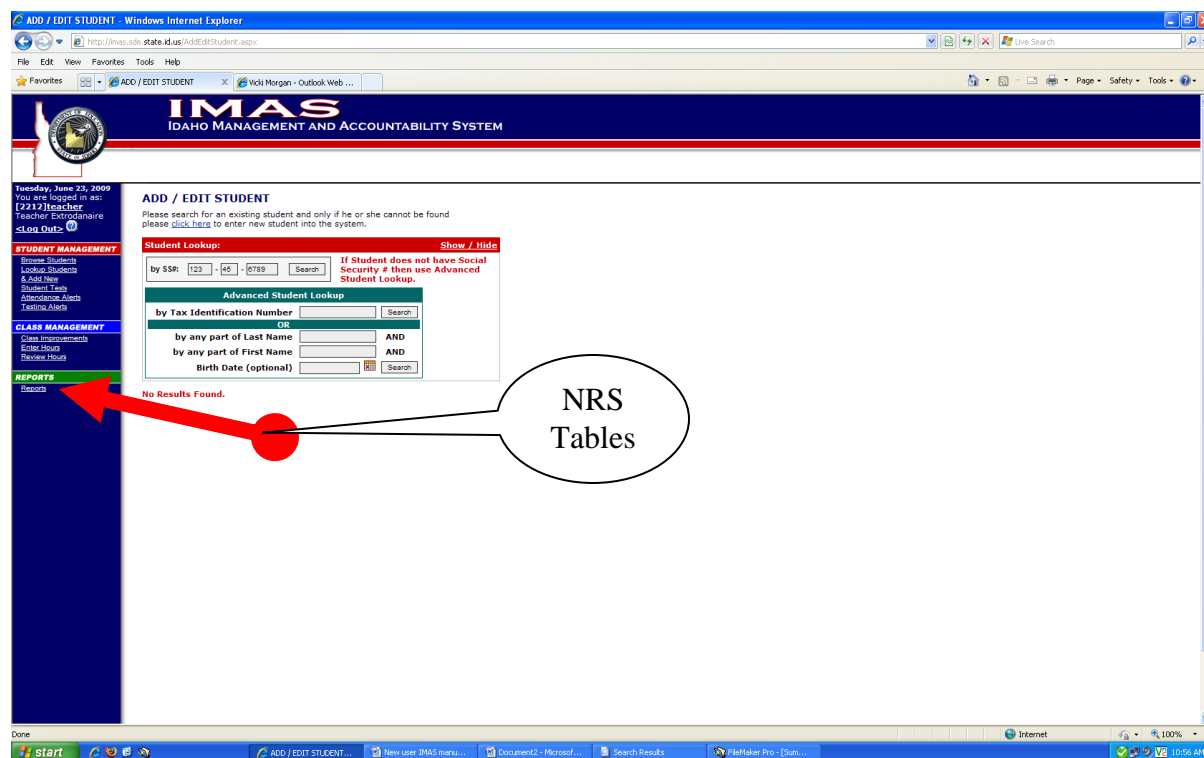 ADD / EDIT STUDENT - Windows Internet Explorer
http://imas.sde.state.id.us/AddEditStudent.aspx
Live Search
File Edit View Favorites Tools Help
Favorites ADD / EDIT STUDENT x Vicki Morgan - Outlook Web ... Page Safety Tools
IMAS
IDAHO MANAGEMENT AND ACCOUNTABILITY SYSTEM
Tuesday, June 23, 2009
You are logged in as:
[2212]teacher
Teacher Extrodanaire
<Log Out>
STUDENT MANAGEMENT
Browse Students
Lookup Students
& Add New
Student Tests
Attendance Alerts
Testing Alerts
CLASS MANAGEMENT
Class Improvements
Enter Hours
Review Hours
REPORTS
Reports
ADD / EDIT STUDENT
Please search for an existing student and only if he or she cannot be found
please click here to enter new student into the system.
Student Lookup: Show / Hide
by SS#: 123 - 45 - 6789 Search
If Student does not have Social
Security # then use Advanced
Student Lookup.
Advanced Student Lookup
by Tax Identification Number Search
OR
by any part of Last Name AND
by any part of First Name AND
Birth Date (optional) Search
No Results Found.
NRS
Tables
Done Internet 100%
start ADD / EDIT STUDENT... New user IMAS manu... Document2 - Microsof... Search Results FileMaker Pro - [Sum... 10:56 AM